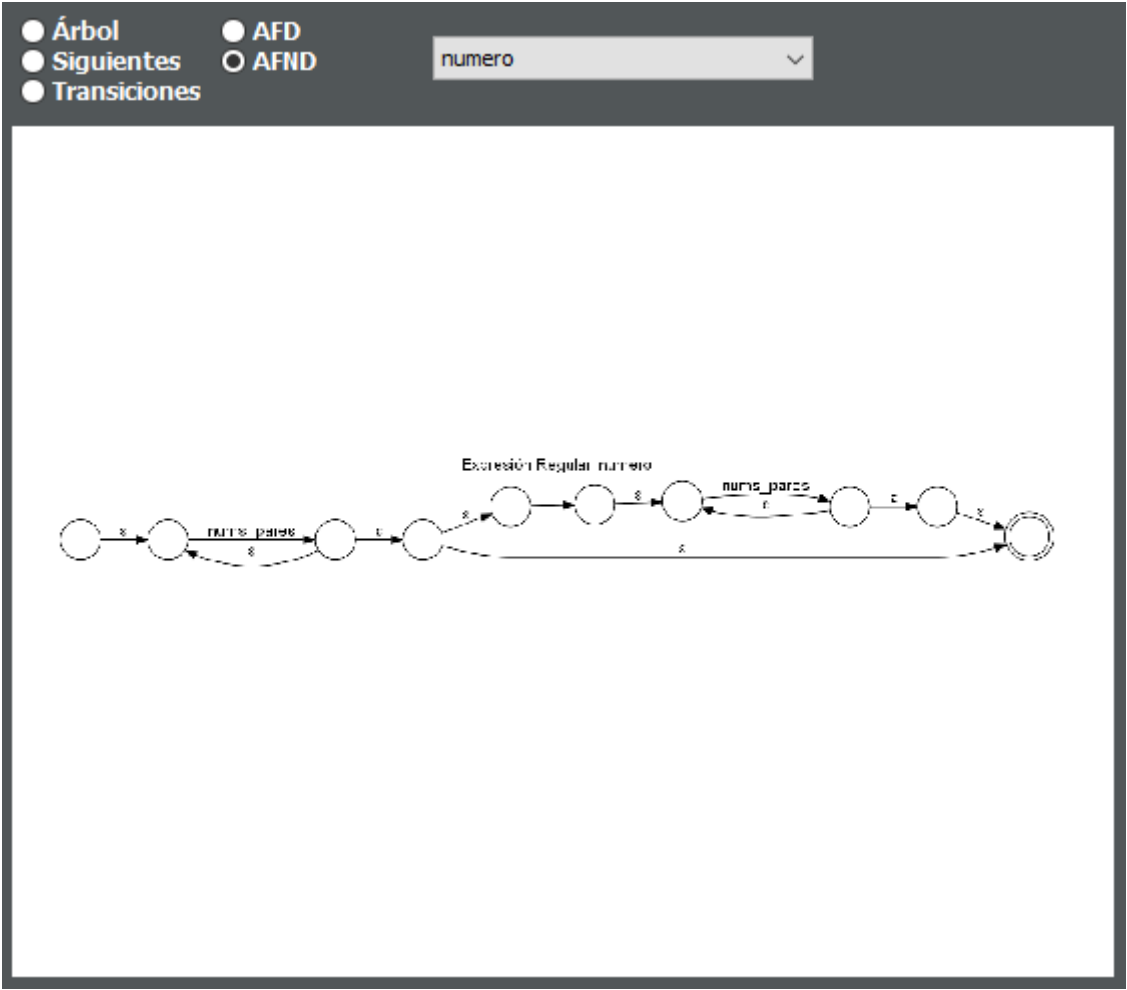 Árbol
AFD
Siguientes
AFND
numero
Transiciones
Expresión Regular numero
ε
nums_pares
ε
ε
ε
ε
nums_pares
ε
ε
ε
ε